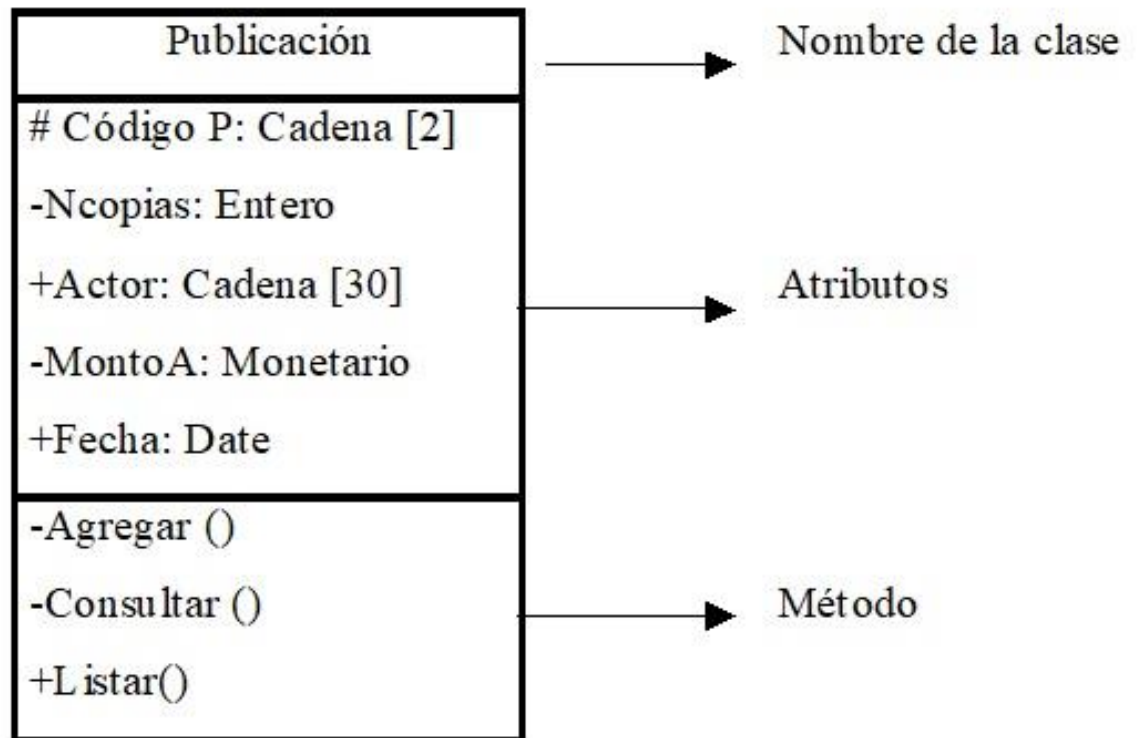 Publicación
Nombre de la clase
# Código P: Cadena [2]
-Ncopias: Entero
+Actor: Cadena [30]
Atributos
-MontoA: Monetario
+Fecha: Date
-Agregar ()
-Consultar ()
Método
+Listar()